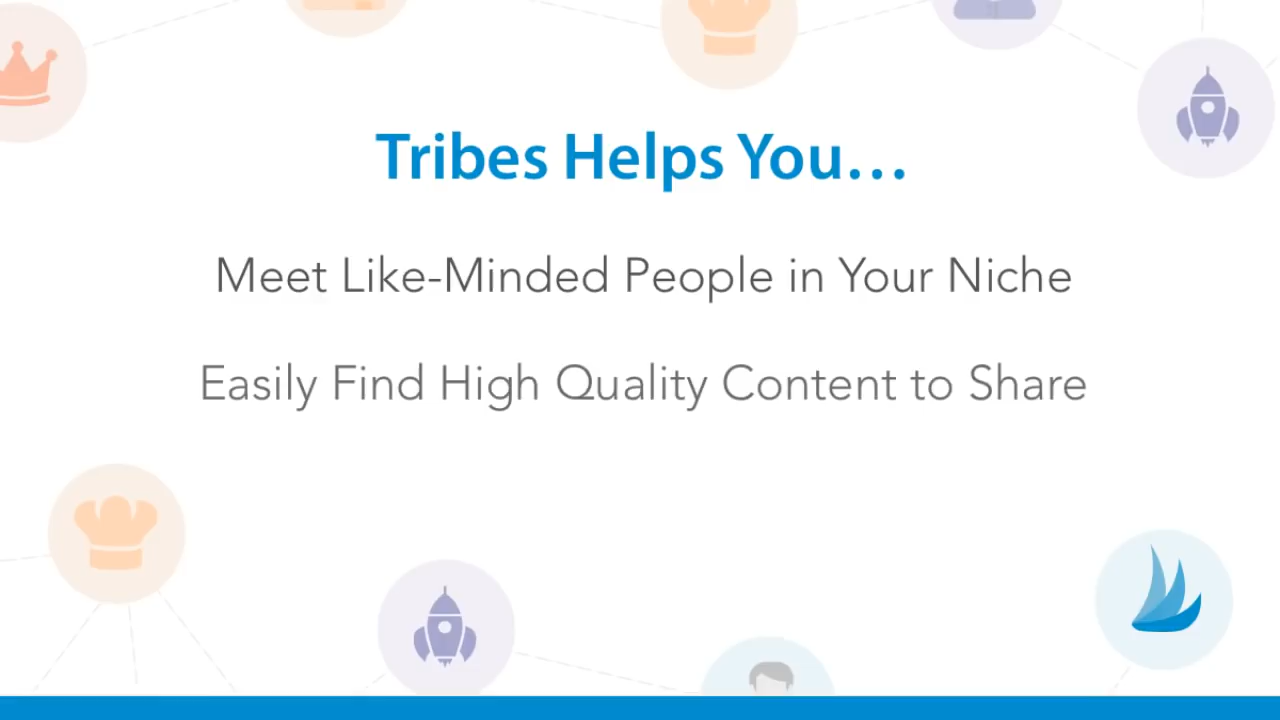 Tribes Helps You...
Meet Like-Minded People in Your Niche
Easily Find High Quality Content to Share